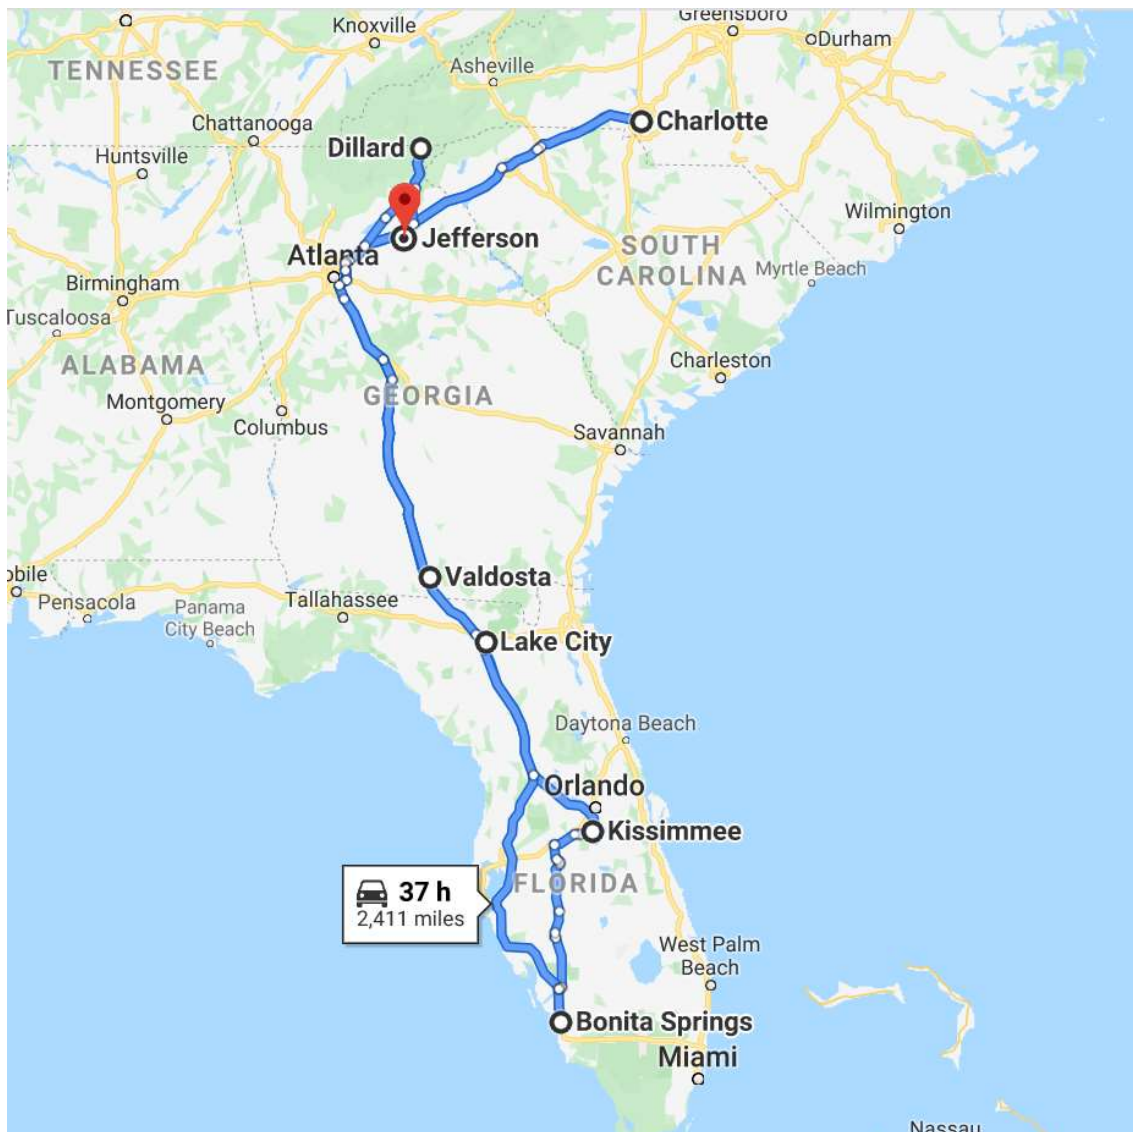 Greensboro
Knoxville
Durham
TENNESSEE
Asheville
Chattanooga
Charlotte
Dillard
Huntsville
Wilmington
Jefferson
SOUTH
CAROLINA
Atlanta
Myrtle Beach
Birmingham
Tuscaloosa
Charleston
ALABAMA
GEORGIA
Montgomery
Columbus
Savannah
Valdosta
obile
Tallahassee
Pensacola
Panama
City Beach
Lake City
Daytona Beach
Orlando
Kissimmee
37 h
2,411 miles
FLORIDA
West Palm
Beach
Bonita Springs
Miami
Nassau